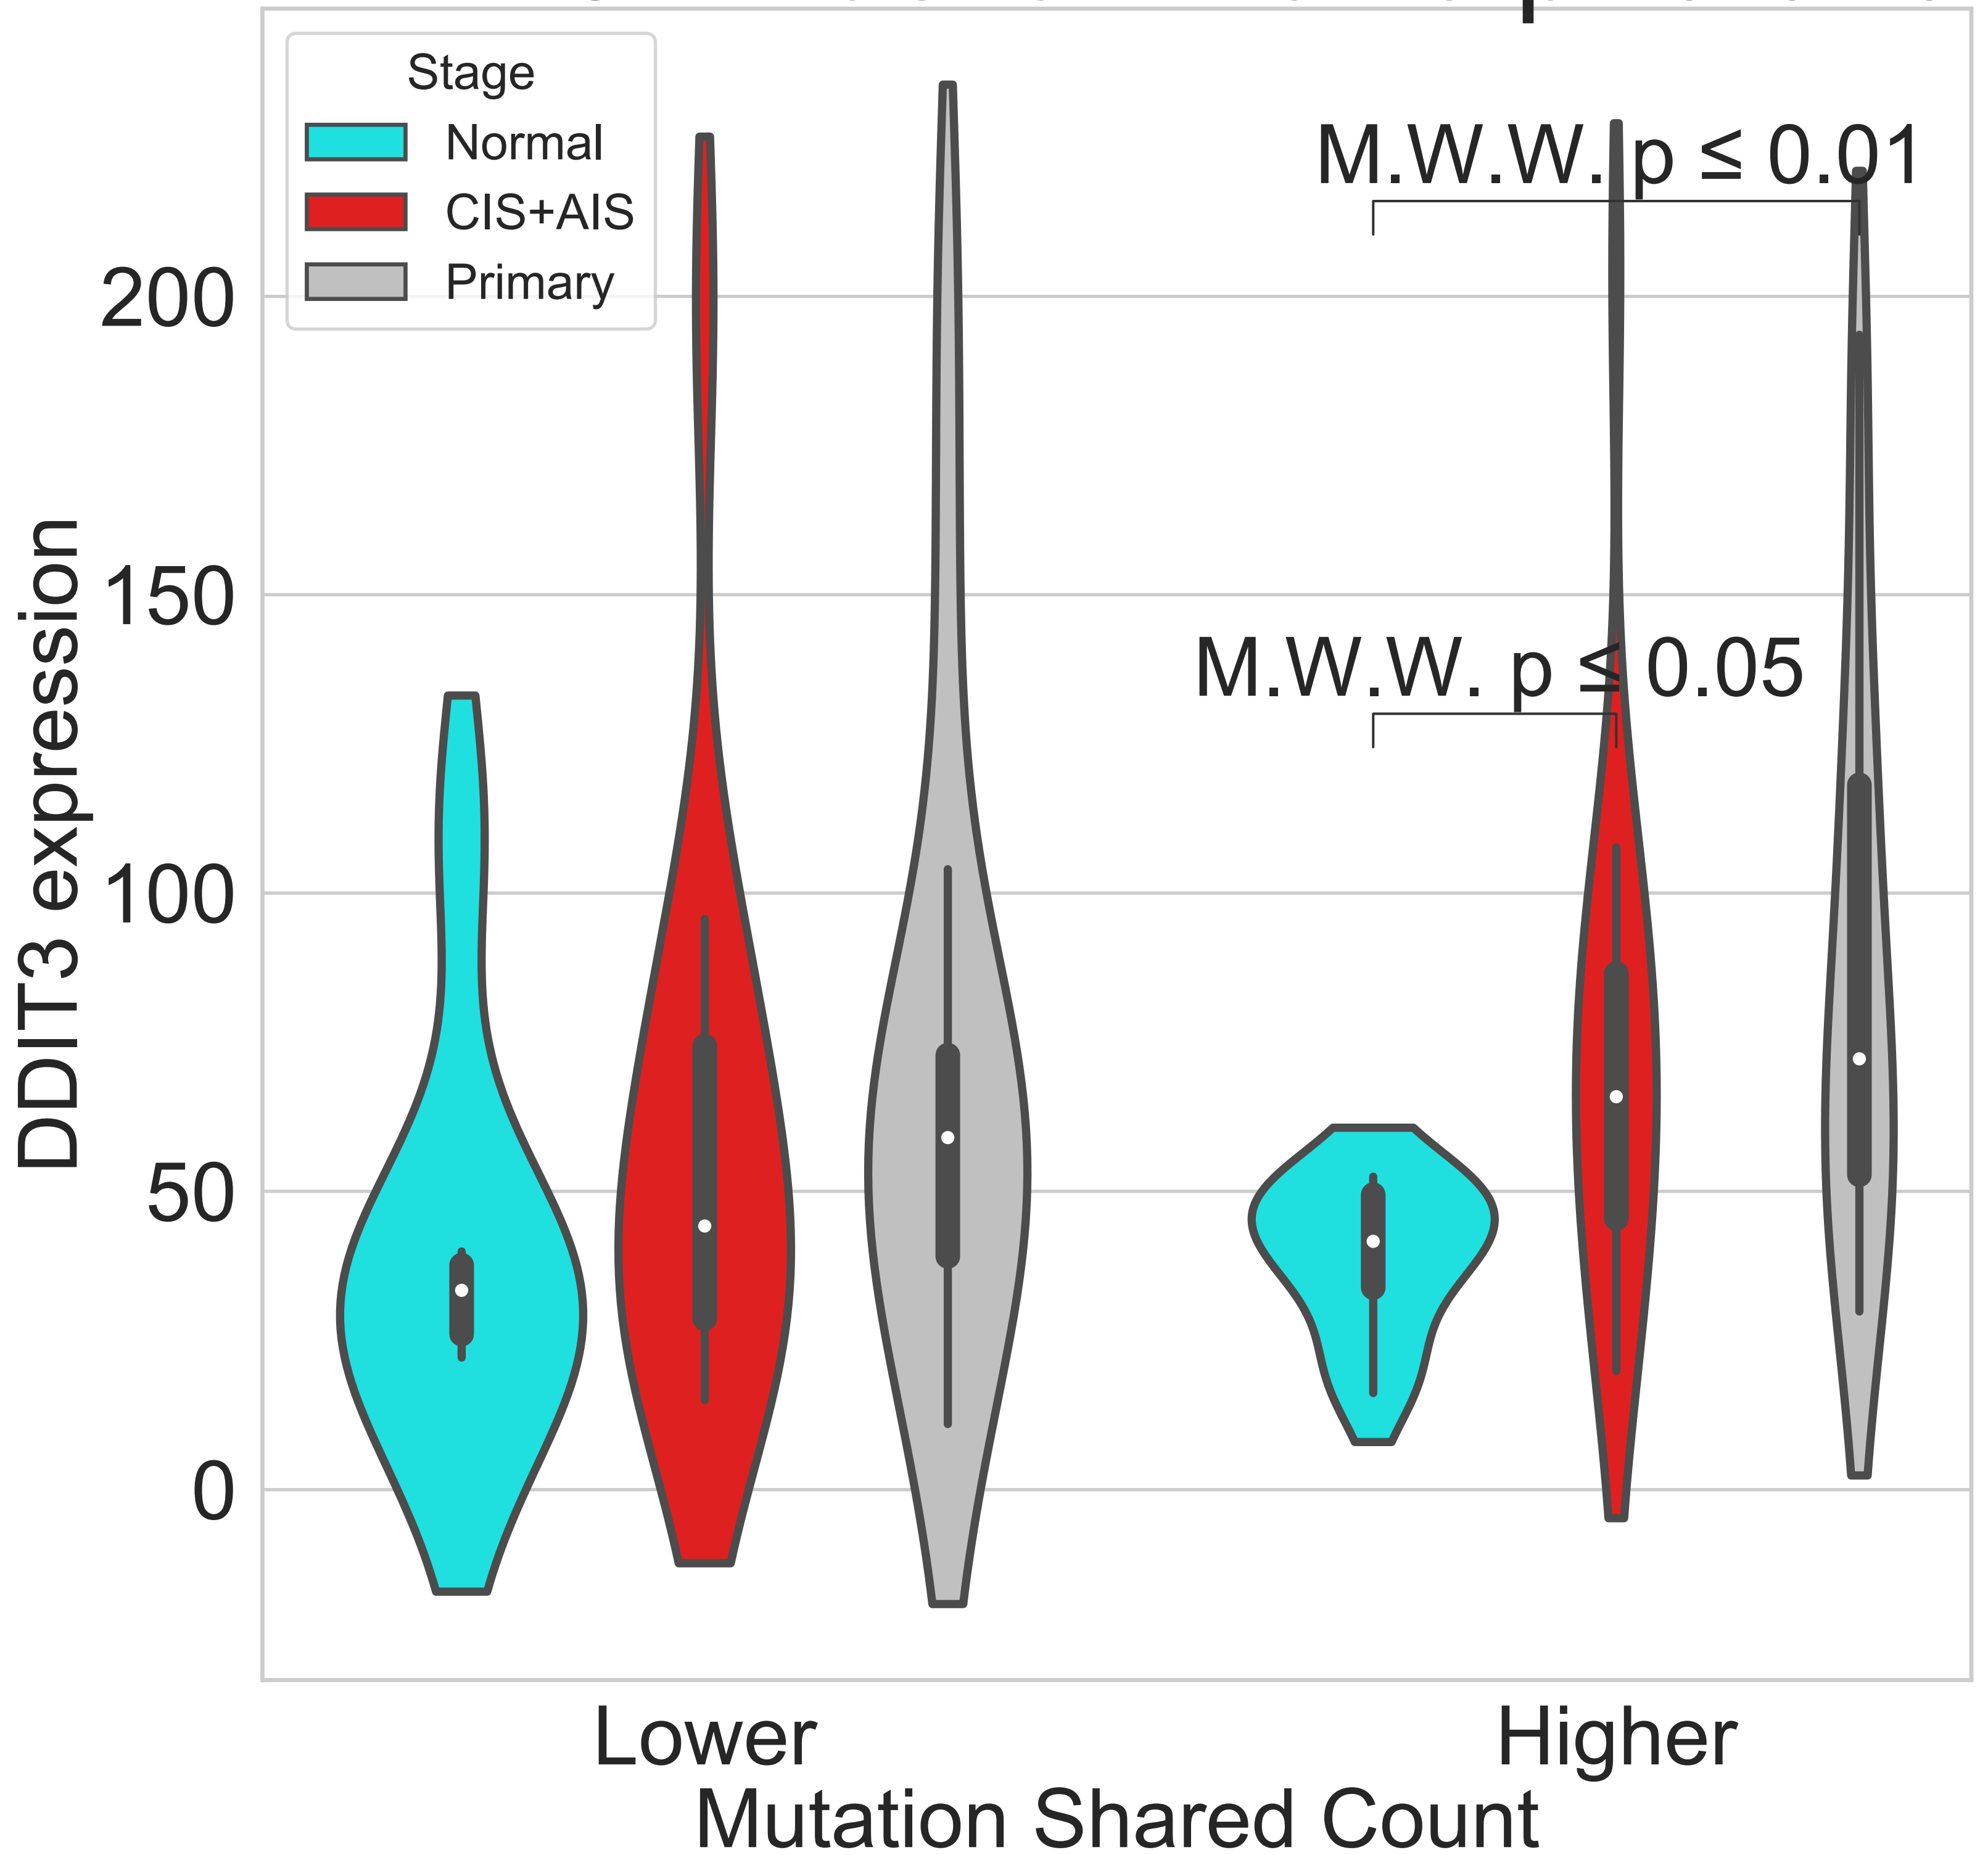 Stage
Normal
CIS+AIS
Primary
M.W.W. p ≤ 0.01
M.W.W. p ≤ 0.05
DDIT3 expression
200
150
100
50
0
Lower
Higher
Mutation Shared Count